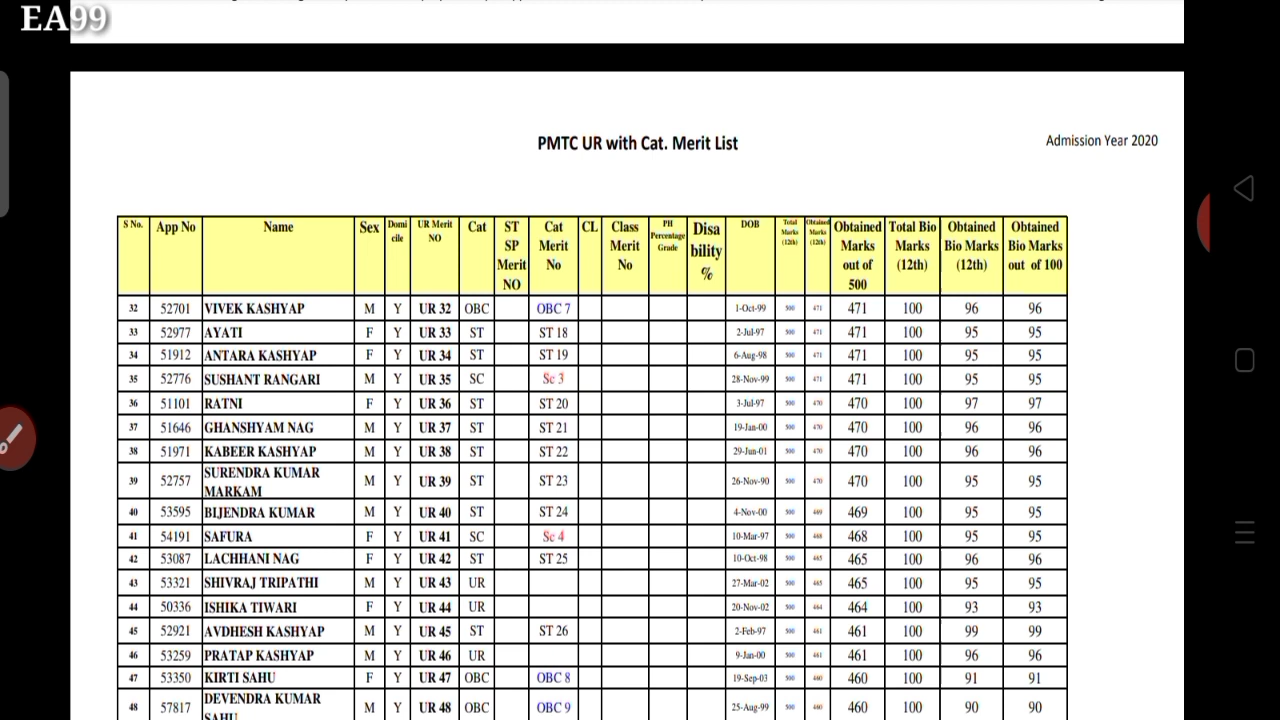 EA99
PMTC UR with Cat. Merit List
Admission Year 2020
S No. App No Name Sex Domi cile UR Merit NO Cat ST SP Merit NO Cat Merit No CL Class Merit No PH Percentage Grade Disa bility % DOB Total Marks (12th) Obtained Marks (12th) Obtained Marks out of 500 Total Bio Marks (12th) Obtained Bio Marks (12th) Obtained Bio Marks out of 100
32 52701 VIVEK KASHYAP M Y UR 32 OBC OBC 7 1-Oct-99 500 471 471 100 96 96
33 52977 AYATI F Y UR 33 ST ST 18 2-Jul-97 500 471 471 100 95 95
34 51912 ANTARA KASHYAP F Y UR 34 ST ST 19 6-Aug-98 500 471 471 100 95 95
35 52776 SUSHANT RANGARI M Y UR 35 SC Sc 3 28-Nov-99 500 471 471 100 95 95
36 51101 RATNI F Y UR 36 ST ST 20 3-Jul-97 500 470 470 100 97 97
37 51646 GHANSHYAM NAG M Y UR 37 ST ST 21 19-Jan-00 500 470 470 100 96 96
38 51971 KABEER KASHYAP M Y UR 38 ST ST 22 29-Jun-01 500 470 470 100 96 96
39 52757 SURENDRA KUMAR MARKAM M Y UR 39 ST ST 23 26-Nov-90 500 470 470 100 95 95
40 53595 BIJENDRA KUMAR M Y UR 40 ST ST 24 4-Nov-00 500 469 469 100 95 95
41 54191 SAFURA F Y UR 41 SC Sc 4 10-Mar-97 500 468 468 100 95 95
42 53087 LACHHANI NAG F Y UR 42 ST ST 25 10-Oct-98 500 465 465 100 96 96
43 53321 SHIVRAJ TRIPATHI M Y UR 43 UR 27-Mar-02 500 465 465 100 95 95
44 50336 ISHIKA TIWARI F Y UR 44 UR 20-Nov-02 500 464 464 100 93 93
45 52921 AVDHESH KASHYAP M Y UR 45 ST ST 26 2-Feb-97 500 461 461 100 99 99
46 53259 PRATAP KASHYAP M Y UR 46 UR 9-Jan-00 500 461 461 100 96 96
47 53350 KIRTI SAHU F Y UR 47 OBC OBC 8 19-Sep-03 500 460 460 100 91 91
48 57817 DEVENDRA KUMAR SAHU M Y UR 48 OBC OBC 9 25-Aug-99 500 460 460 100 90 90